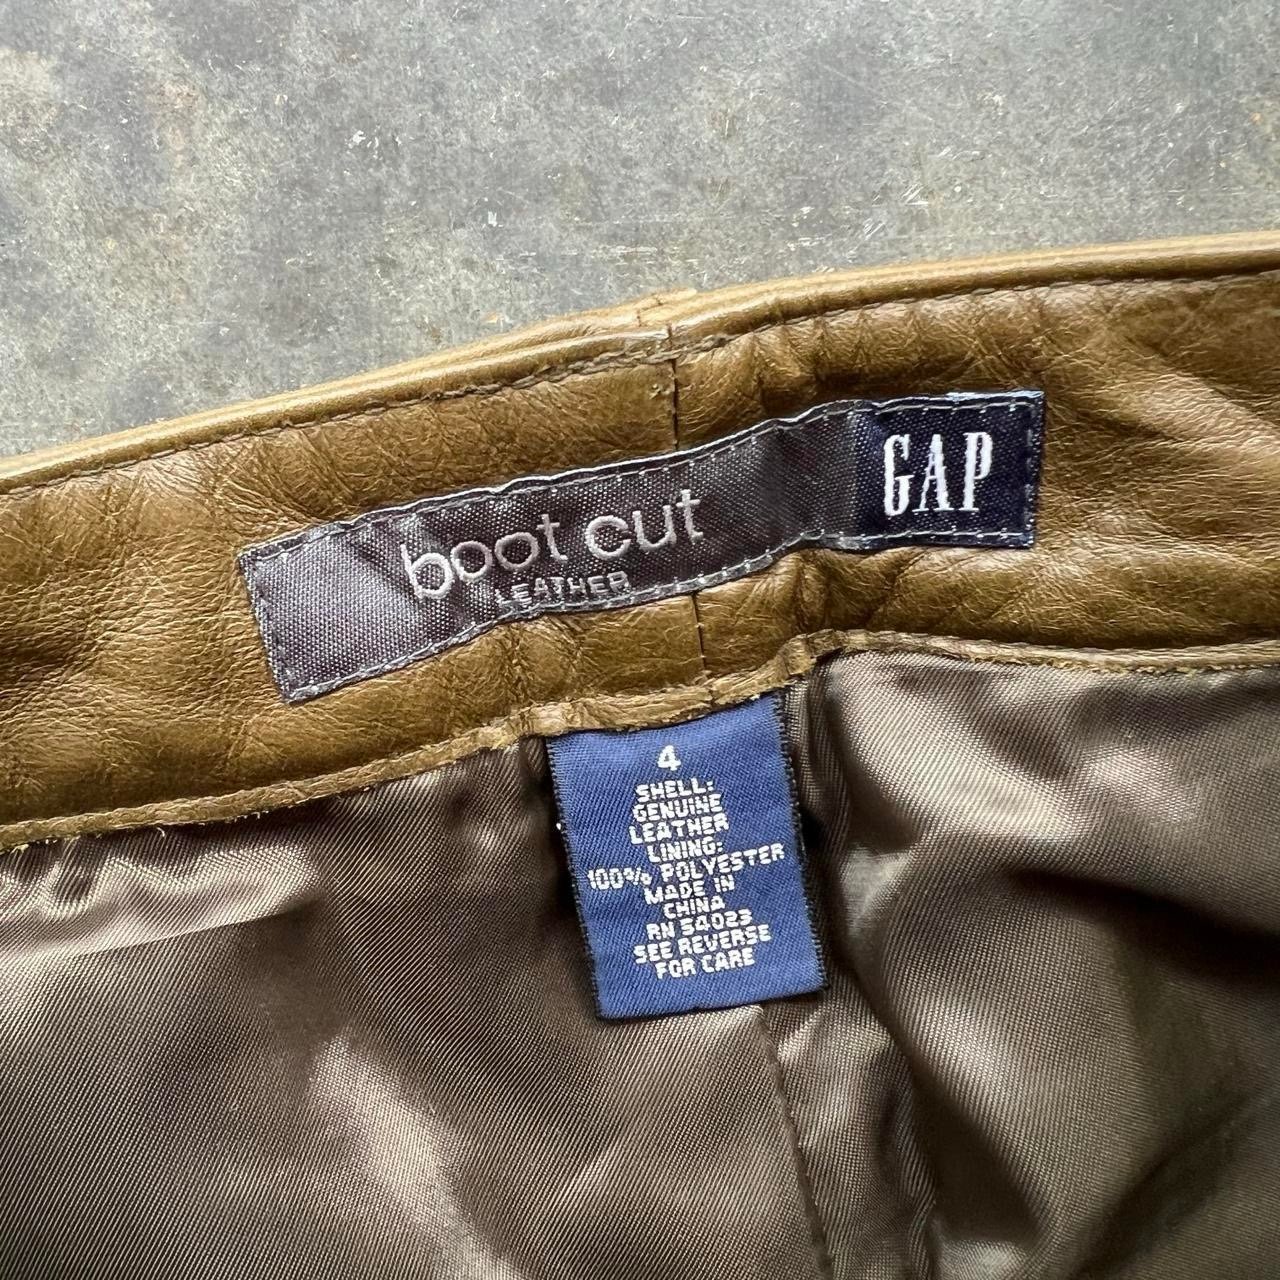 boot cut
LEATHER
GAP
4
SHELL:
GENUINE
LEATHER
LINING:
100% POLYESTER
MADE IN
CHINA
RN 54023
SEE REVERSE
FOR CARE